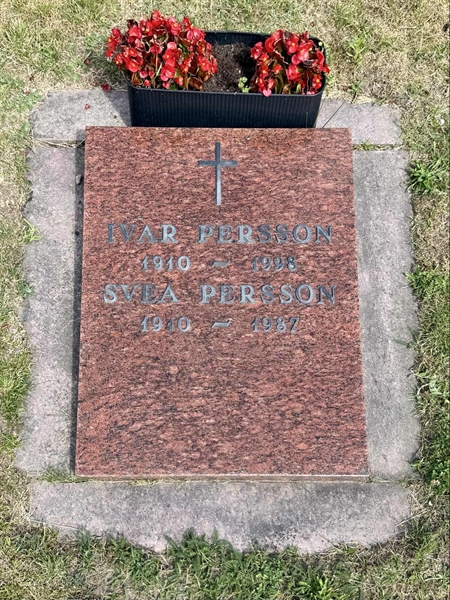 IVAR PERSSON
1910 ~ 1998
SVEA PERSSON
1910 ~ 1987